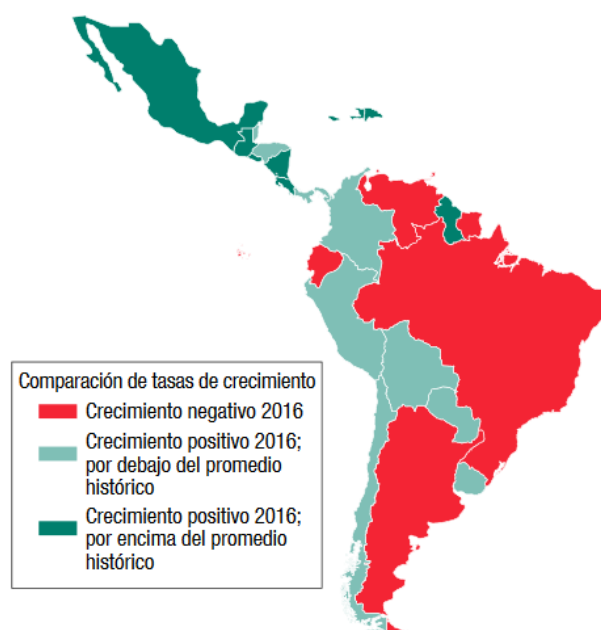 Comparación de tasas de crecimiento
Crecimiento negativo 2016
Crecimiento positivo 2016;
por debajo del promedio
histórico
Crecimiento positivo 2016;
por encima del promedio
histórico